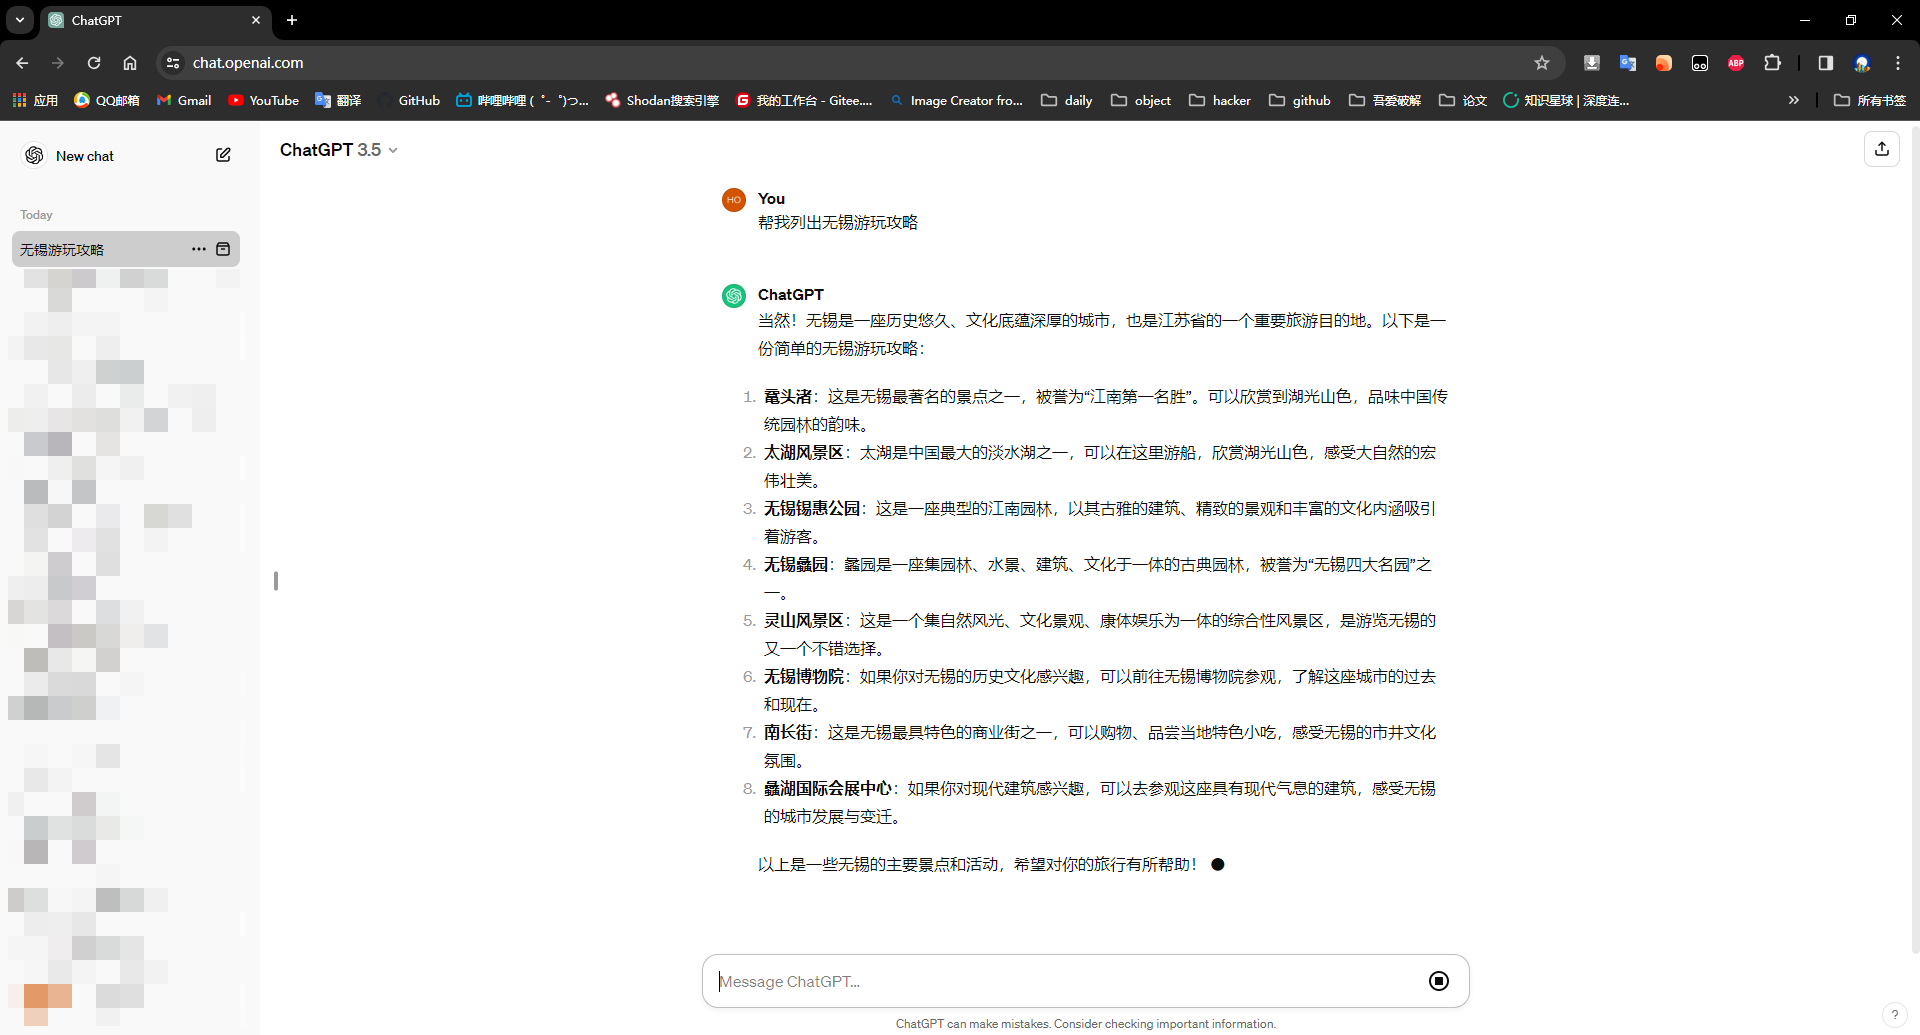 ChatGPT
chat.openai.com
应用
QQ邮箱
Gmail
YouTube
翻译
GitHub
哔哩哔哩 ( ゜- ゜)つ...
Shodan搜索引擎
我的工作台 - Gitee....
Image Creator fro...
daily
object
hacker
github
吾爱破解
论文
知识星球 | 深度连...
所有书签
ABP
New chat
Today
无锡游玩攻略
ChatGPT 3.5
HO
You
帮我列出无锡游玩攻略
ChatGPT
当然！无锡是一座历史悠久、文化底蕴深厚的城市，也是江苏省的一个重要旅游目的地。以下是一
份简单的无锡游玩攻略：
1. 鼋头渚：这是无锡最著名的景点之一，被誉为“江南第一名胜”。可以欣赏到湖光山色，品味中国传
统园林的韵味。
2. 太湖风景区：太湖是中国最大的淡水湖之一，可以在这里游船，欣赏湖光山色，感受大自然的宏
伟壮美。
3. 无锡锡惠公园：这是一座典型的江南园林，以其古雅的建筑、精致的景观和丰富的文化内涵吸引
着游客。
4. 无锡蠡园：蠡园是一座集园林、水景、建筑、文化于一体的古典园林，被誉为“无锡四大名园”之
一。
5. 灵山风景区：这是一个集自然风光、文化景观、康体娱乐为一体的综合性风景区，是游览无锡的
又一个不错选择。
6. 无锡博物院：如果你对无锡的历史文化感兴趣，可以前往无锡博物院参观，了解这座城市的过去
和现在。
7. 南长街：这是无锡最具特色的商业街之一，可以购物、品尝当地特色小吃，感受无锡的市井文化
氛围。
8. 蠡湖国际会展中心：如果你对现代建筑感兴趣，可以去参观这座具有现代气息的建筑，感受无锡
的城市发展与变迁。
以上是一些无锡的主要景点和活动，希望对你的旅行有所帮助！
Message ChatGPT...
ChatGPT can make mistakes. Consider checking important information.
?